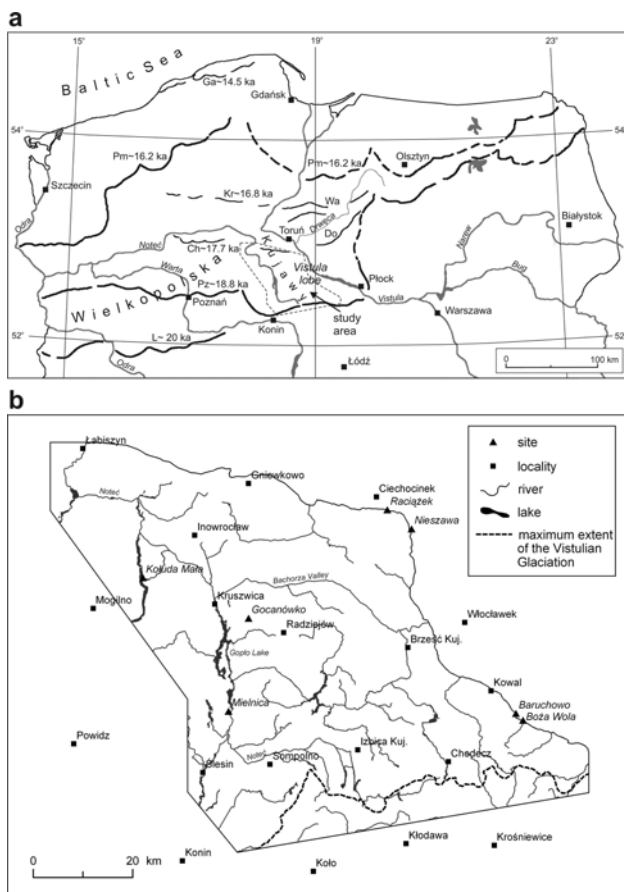 a
15°
19°
23°
Baltic Sea
Ga~14.5 ka
Gdańsk
54°
54°
Pm~16.2 ka
Pm~16.2
Olsztyn
Szczecin
Kr~16.8 ka
Wa
Drwęca
Białystok
Odra
Toruń
Do
Narew
Noteć
Ch~17.7 ka
Kujawy
Vistula
lobe
Bug
Warta
Pz~18.8 ka
Płock
Wielkopolska
Poznań
Vistula
Warszawa
study
area
52°
52°
Konin
L~ 20 ka
Łódź
Odra
0
100 km
b
Łabiszyn
site
locality
river
lake
maximum extent
of the Vistulian
Glaciation
Gniowkowo
Ciechocinek
Raciążek
Noteć
Nieszawa
Inowrocław
Kołuda Mała
Bachorza Valley
Mogilno
Kruszwica
Gocanówko
Radziejów
Włocławek
Brześć Kuj.
Gopło Lake
Kowal
Mielnica
Baruchowo
Boża Wola
Powidz
Izbica Kuj.
Noteć
Sompolno
Chodecz
Ślesin
0
20 km
Konin
Koło
Kłodawa
Krośniewice